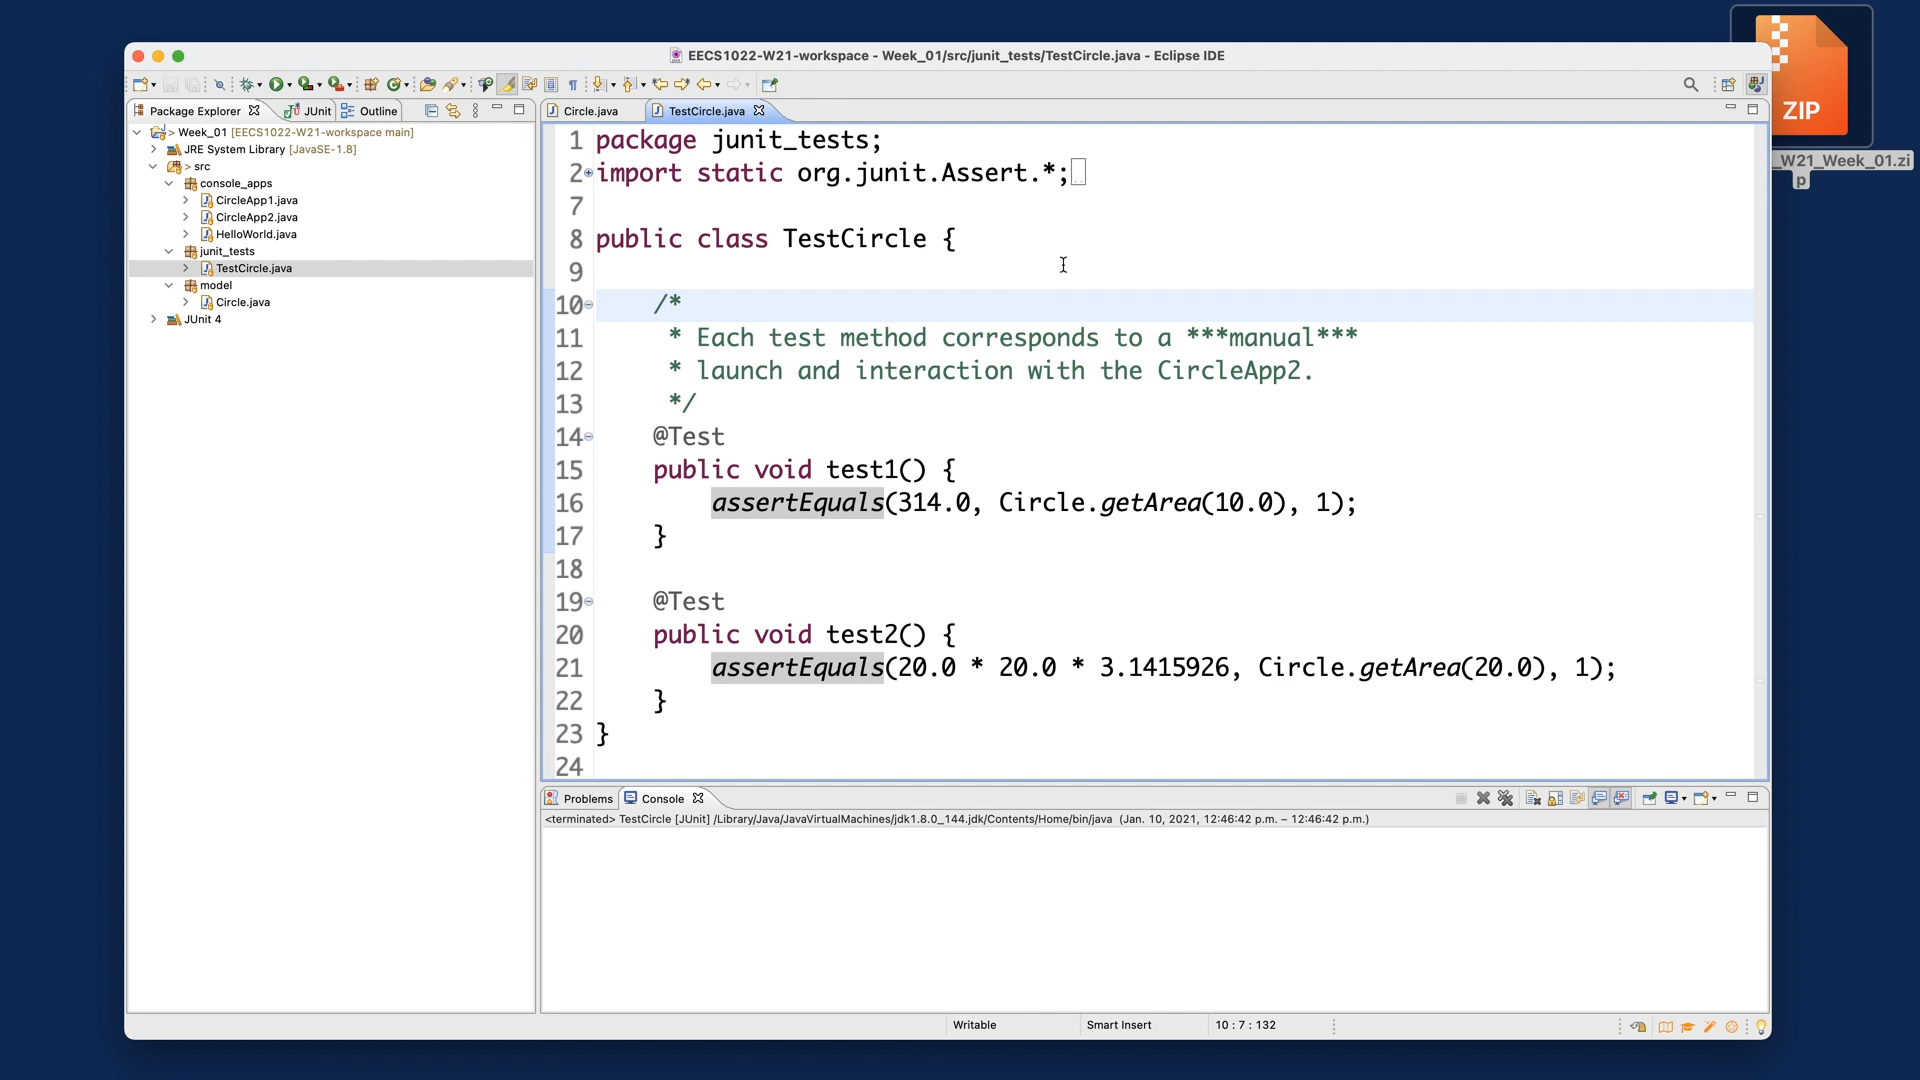 EECS1022-W21-workspace - Week_01/src/junit_tests/TestCircle.java - Eclipse IDE
ZIP
_W21_Week_01.zi
p
Package Explorer
JUnit
Outline
Week_01 [EECS1022-W21-workspace main]
JRE System Library [JavaSE-1.8]
src
console_apps
CircleApp1.java
CircleApp2.java
HelloWorld.java
junit_tests
TestCircle.java
model
Circle.java
JUnit 4
Circle.java
TestCircle.java
1 package junit_tests;
2 import static org.junit.Assert.*;
7
8 public class TestCircle {
9
10 /*
11 * Each test method corresponds to a ***manual***
12 * launch and interaction with the CircleApp2.
13 */
14 @Test
15 public void test1() {
16 assertEquals(314.0, Circle.getArea(10.0), 1);
17 }
18
19 @Test
20 public void test2() {
21 assertEquals(20.0 * 20.0 * 3.1415926, Circle.getArea(20.0), 1);
22 }
23 }
24
Problems
Console
<terminated> TestCircle [JUnit] /Library/Java/JavaVirtualMachines/jdk1.8.0_144.jdk/Contents/Home/bin/java (Jan. 10, 2021, 12:46:42 p.m. – 12:46:42 p.m.)
Writable
Smart Insert
10 : 7 : 132